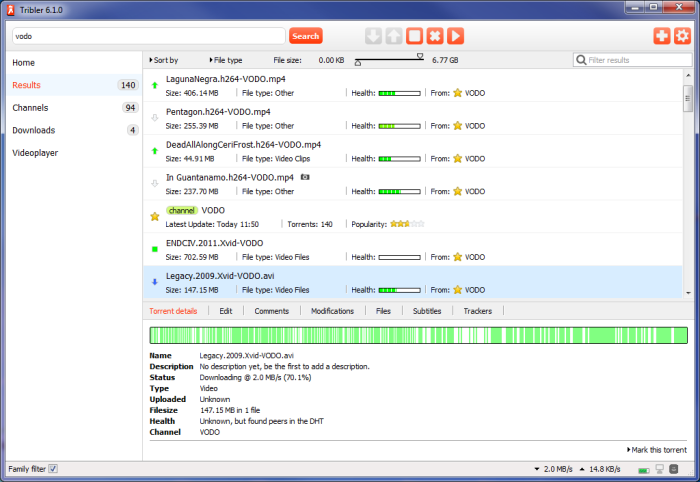 Tribler 6.1.0
vodo Search
Home
Results 140
Channels 94
Downloads 4
Videoplayer
Sort by File type File size: 0.00 KB 6.77 GB Filter results
LagunaNegra.h264-VODO.mp4
Size: 406.14 MB File type: Other Health: From: VODO
Pentagon.h264-VODO.mp4
Size: 255.39 MB File type: Other Health: From: VODO
DeadAllAlongCeriFrost.h264-VODO.mp4
Size: 44.91 MB File type: Video Clips Health: From: VODO
In Guantanamo.h264-VODO.mp4
Size: 237.70 MB File type: Other Health: From: VODO
channel VODO
Latest Update: Today 11:50 Torrents: 140 Popularity:
ENDCIV.2011.Xvid-VODO
Size: 702.59 MB File type: Video Files Health: From: VODO
Legacy.2009.Xvid-VODO.avi
Size: 147.15 MB File type: Video Files Health: From: VODO
Torrent details Edit Comments Modifications Files Subtitles Trackers
Name Legacy.2009.Xvid-VODO.avi
Description No description yet, be the first to add a description.
Status Downloading @ 2.0 MB/s (70.1%)
Type Video
Uploaded Unknown
Filesize 147.15 MB in 1 file
Health Unknown, but found peers in the DHT
Channel VODO
Mark this torrent
Family filter 2.0 MB/s 14.8 KB/s